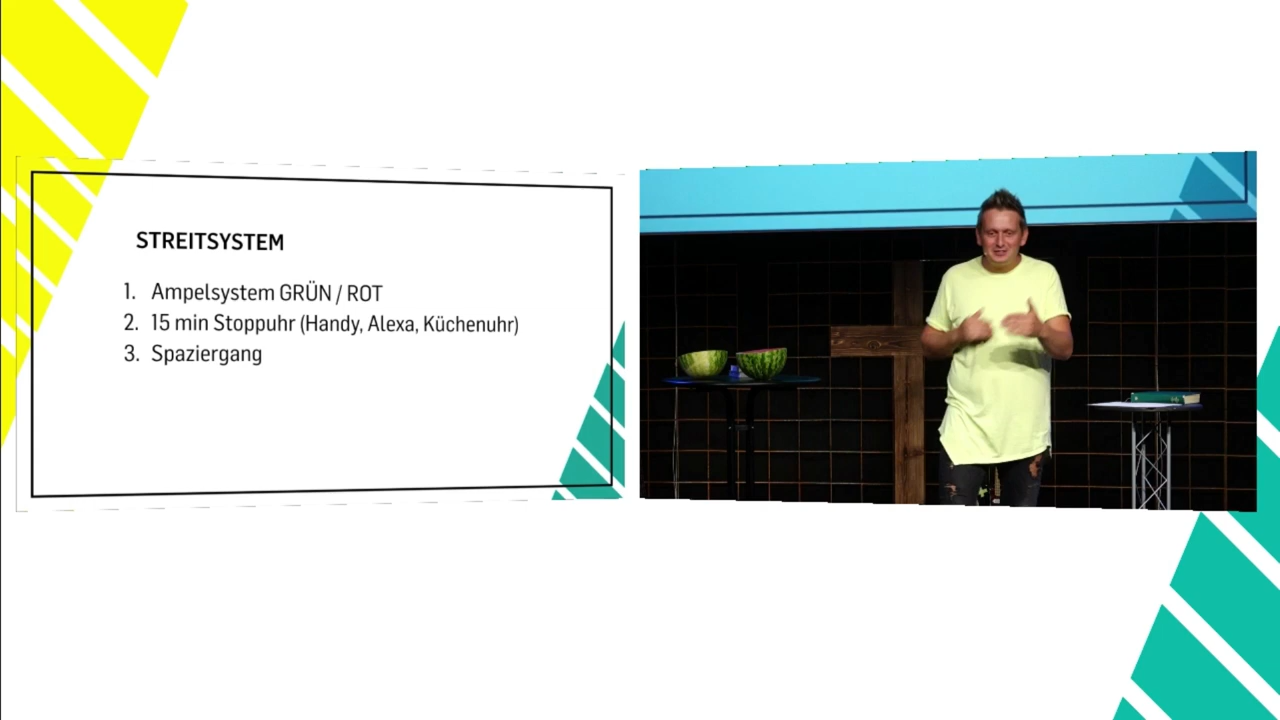 STREITSYSTEM
1. Ampelsystem GRÜN / ROT
2. 15 min Stoppuhr (Handy, Alexa, Küchenuhr)
3. Spaziergang